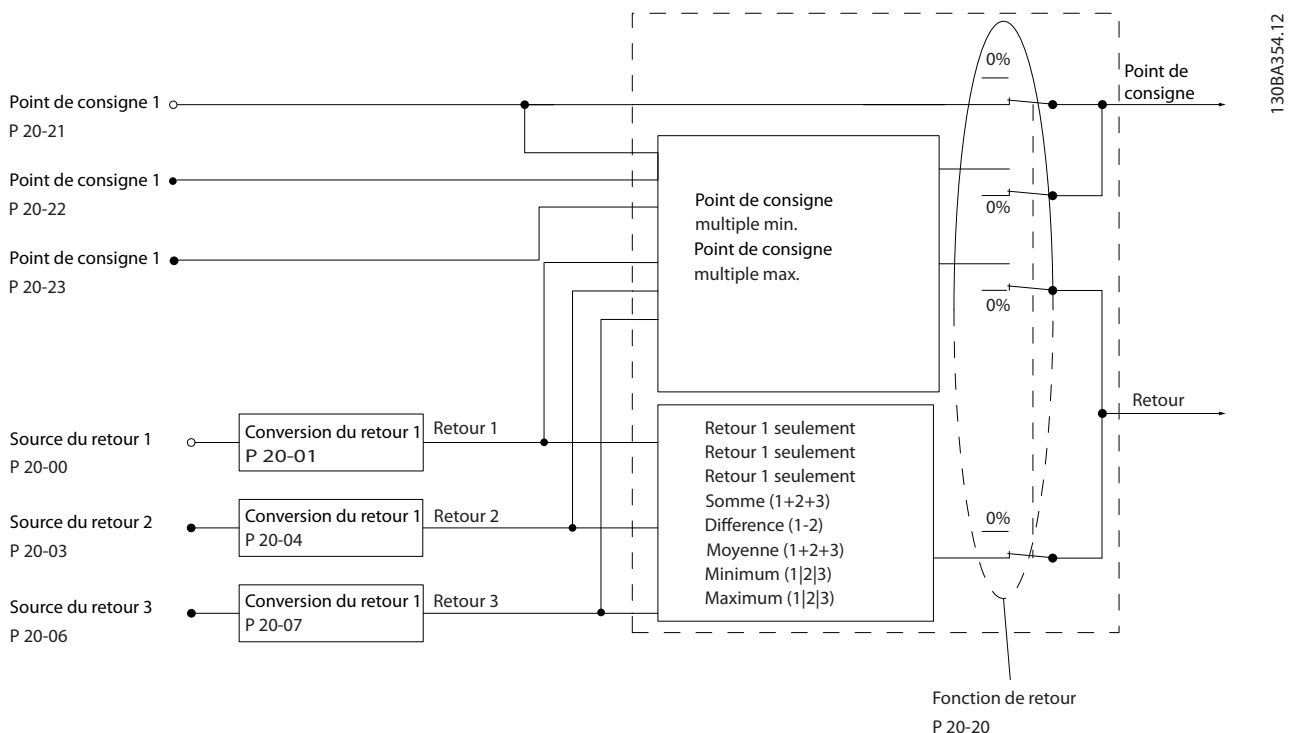 130BA354.12
0%
Point de
consigne
Point de consigne 1
P 20-21
Point de consigne 1
P 20-22
Point de consigne 1
P 20-23
Point de consigne
multiple min.
Point de consigne
multiple max.
0%
0%
Retour
Source du retour 1
P 20-00
Conversion du retour 1
P 20-01
Retour 1
Source du retour 2
P 20-03
Conversion du retour 1
P 20-04
Retour 2
Source du retour 3
P 20-06
Conversion du retour 1
P 20-07
Retour 3
Retour 1 seulement
Retour 1 seulement
Retour 1 seulement
Somme (1+2+3)
Difference (1-2)
Moyenne (1+2+3)
Minimum (1|2|3)
Maximum (1|2|3)
0%
Fonction de retour
P 20-20